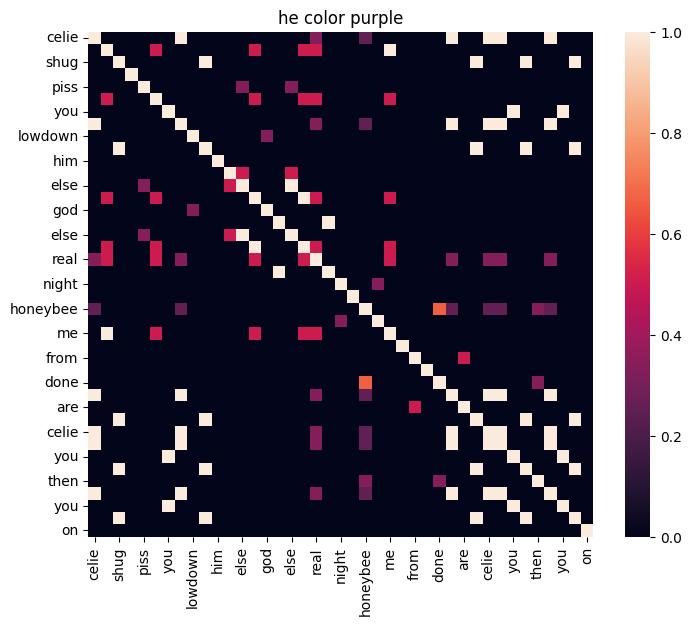 he color purple
celie
shug
piss
you
lowdown
him
else
god
else
real
night
honeybee
me
from
done
are
celie
you
then
you
on
celie
shug
piss
you
lowdown
him
else
god
else
real
night
honeybee
me
from
done
are
celie
you
then
you
on
1.0
0.8
0.6
0.4
0.2
0.0